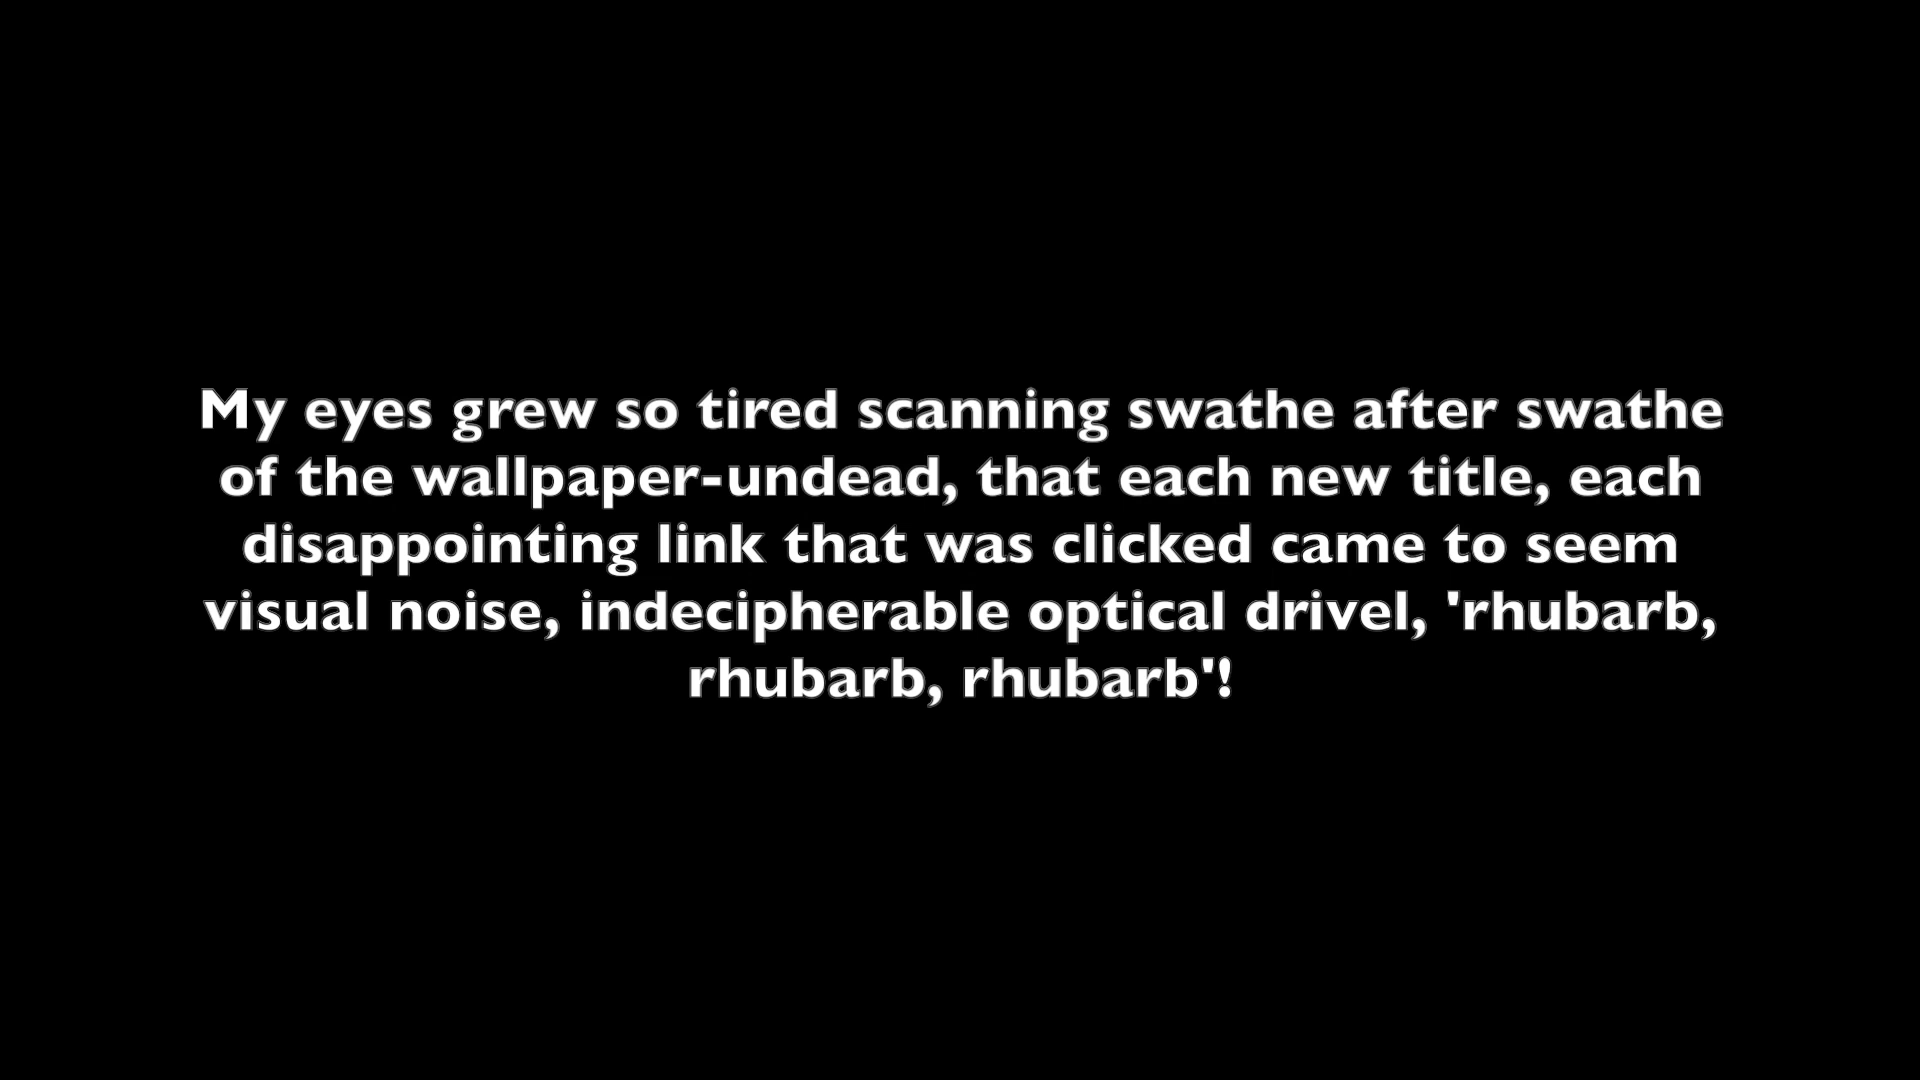 My eyes grew so tired scanning swathe after swathe
of the wallpaper-undead, that each new title, each
disappointing link that was clicked came to seem
visual noise, indecipherable optical drivel, 'rhubarb,
rhubarb, rhubarb'!